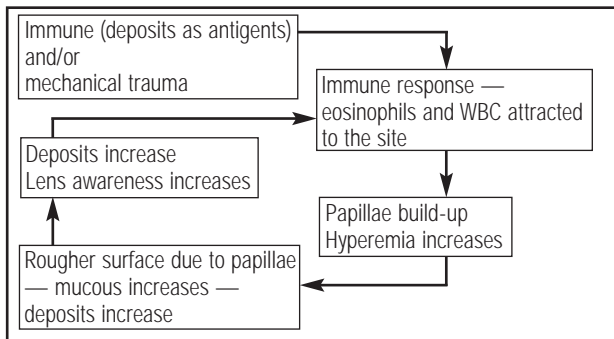 Immune (deposits as antigents)
and/or
mechanical trauma
Immune response —
eosinophils and WBC attracted
to the site
Deposits increase
Lens awareness increases
Papillae build-up
Hyperemia increases
Rougher surface due to papillae
— mucous increases —
deposits increase